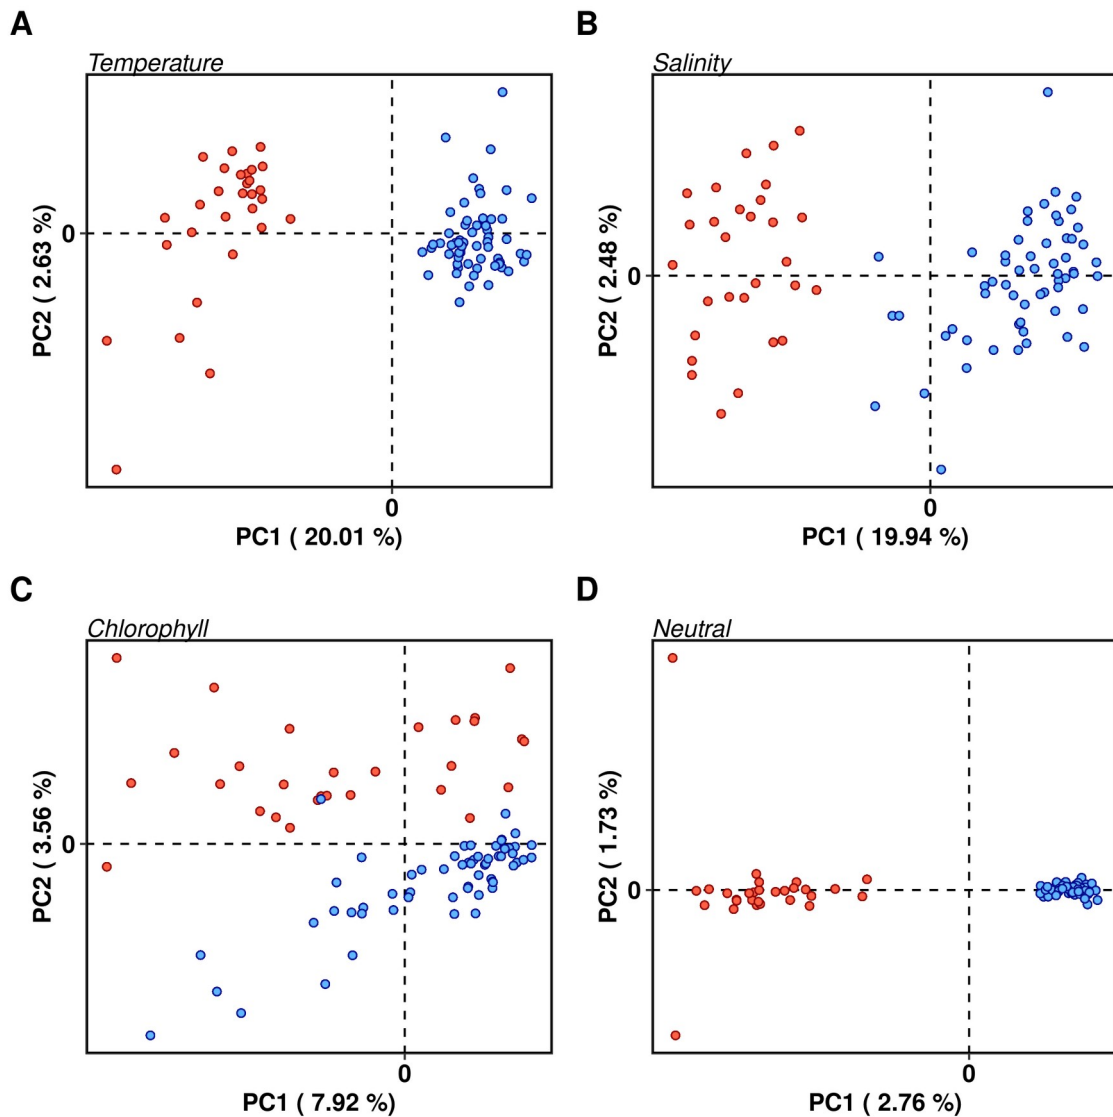 A
Temperature
PC2 ( 2.63 %)
0
0
PC1 ( 20.01 %)
B
Salinity
PC2 ( 2.48 %)
0
0
PC1 ( 19.94 %)
C
Chlorophyll
PC2 ( 3.56 %)
0
0
PC1 ( 7.92 %)
D
Neutral
PC2 ( 1.73 %)
0
0
PC1 ( 2.76 %)